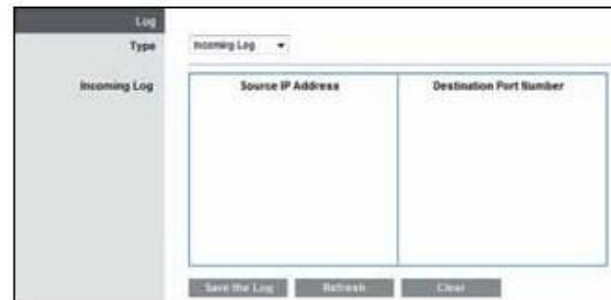 Log
Type Incoming Log
Incoming Log Source IP Address Destination Port Number
Save the Log Refresh Clear